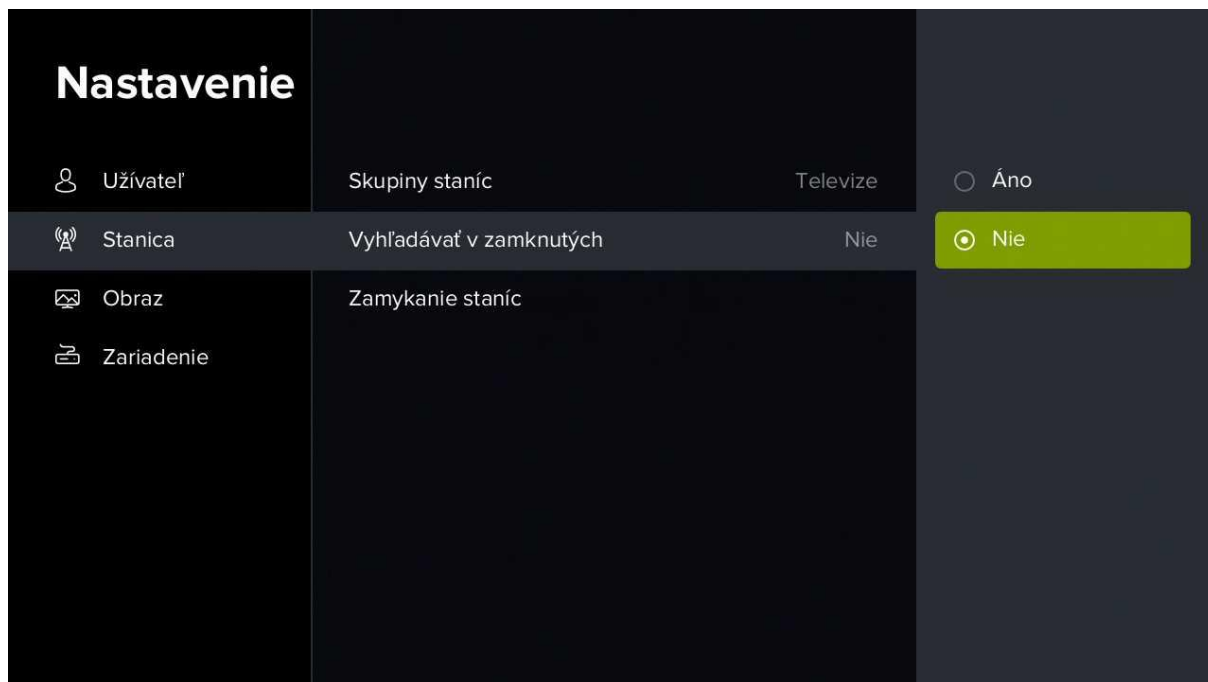 Nastavenie
Užívateľ
Stanica
Obraz
Zariadenie
Skupiny staníc Televize
Vyhľadávať v zamknutých Nie
Zamykanie staníc
Áno
Nie